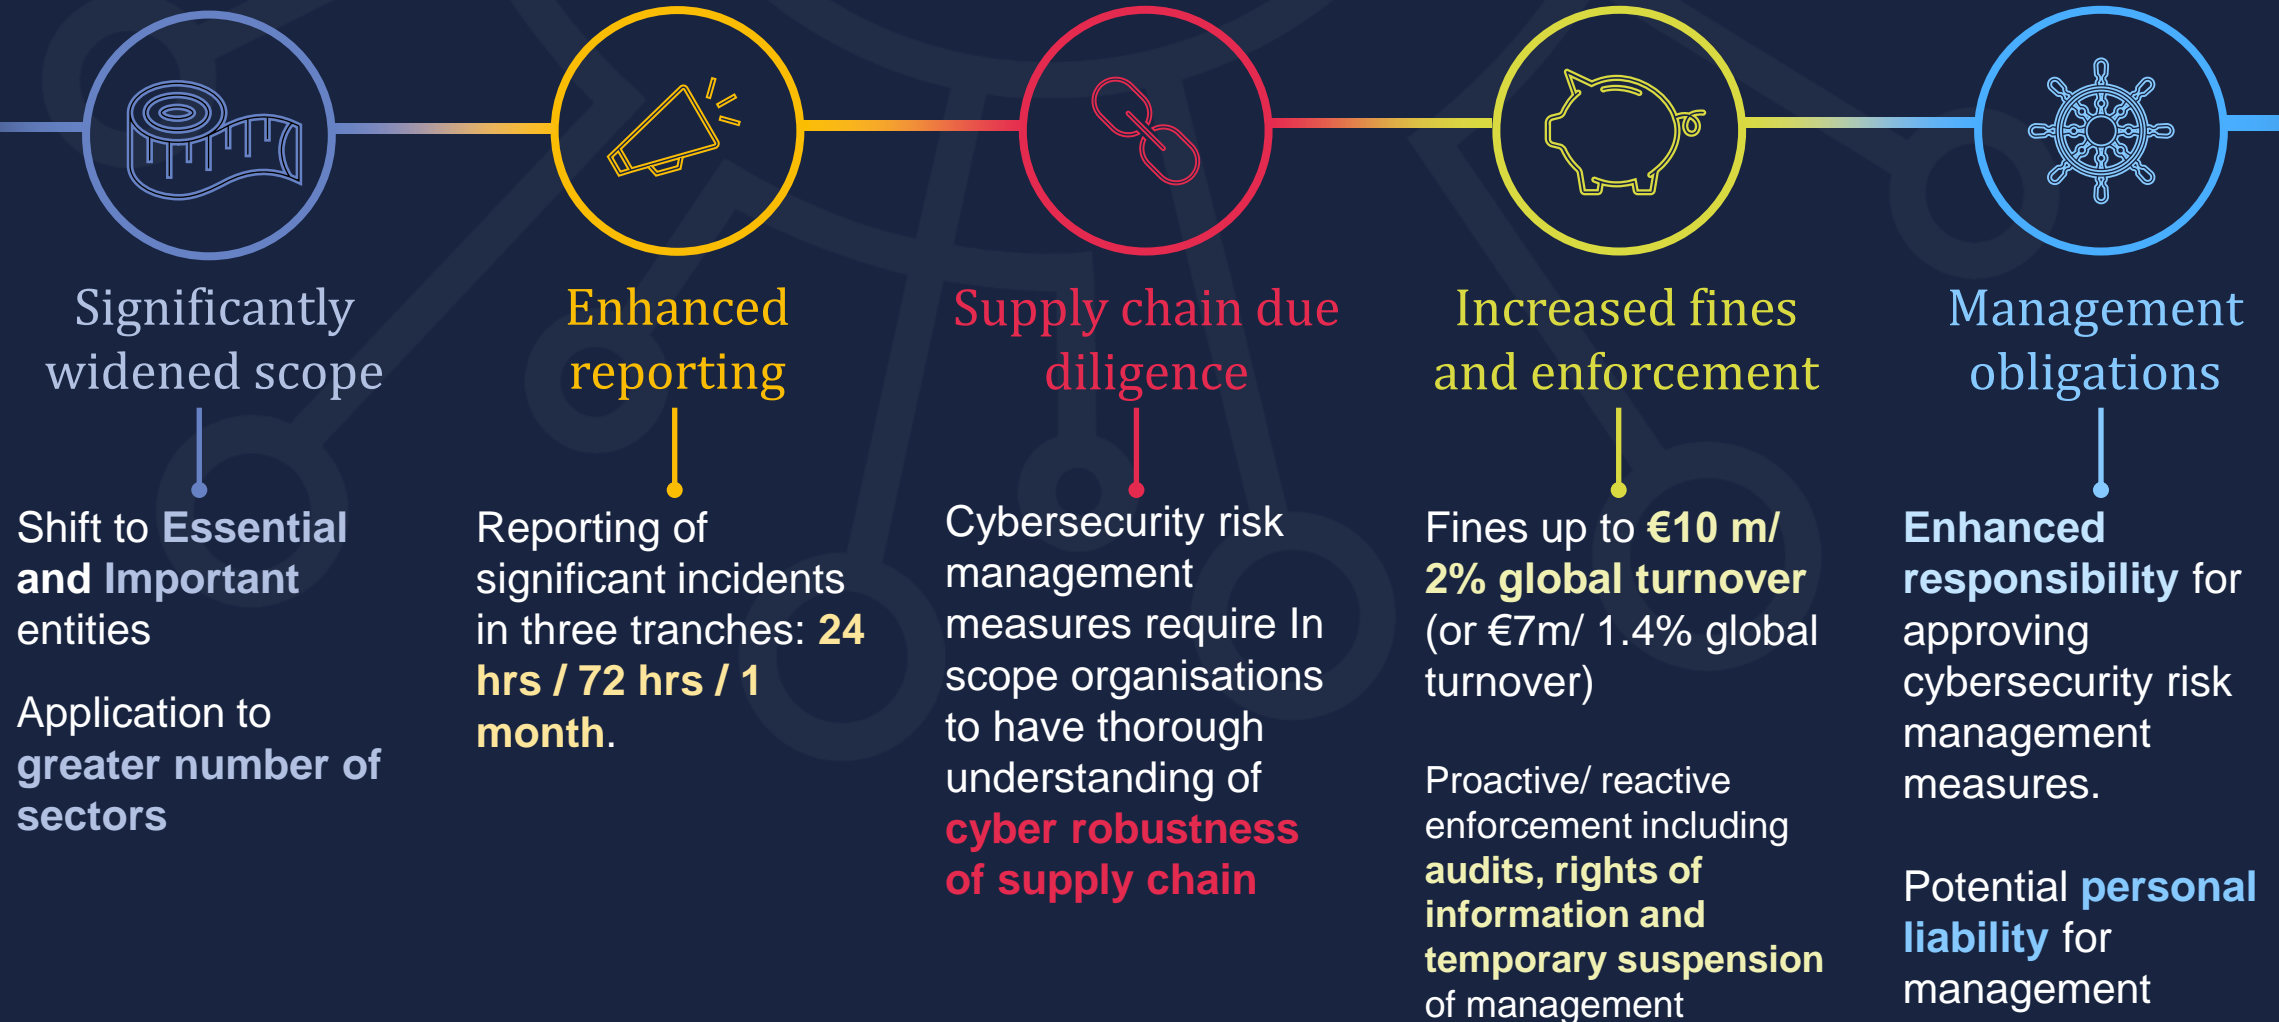 Significantly
widened scope
Shift to Essential
and Important
entities
Application to
greater number of
sectors
Enhanced
reporting
Reporting of
significant incidents
in three tranches: 24
hrs / 72 hrs / 1
month.
Supply chain due
diligence
Cybersecurity risk
management
measures require In
scope organisations
to have thorough
understanding of
cyber robustness
of supply chain
Increased fines
and enforcement
Fines up to €10 m/
2% global turnover
(or €7m/ 1.4% global
turnover)
Proactive/ reactive
enforcement including
audits, rights of
information and
temporary suspension
of management
Management
obligations
Enhanced
responsibility for
approving
cybersecurity risk
management
measures.
Potential personal
liability for
management